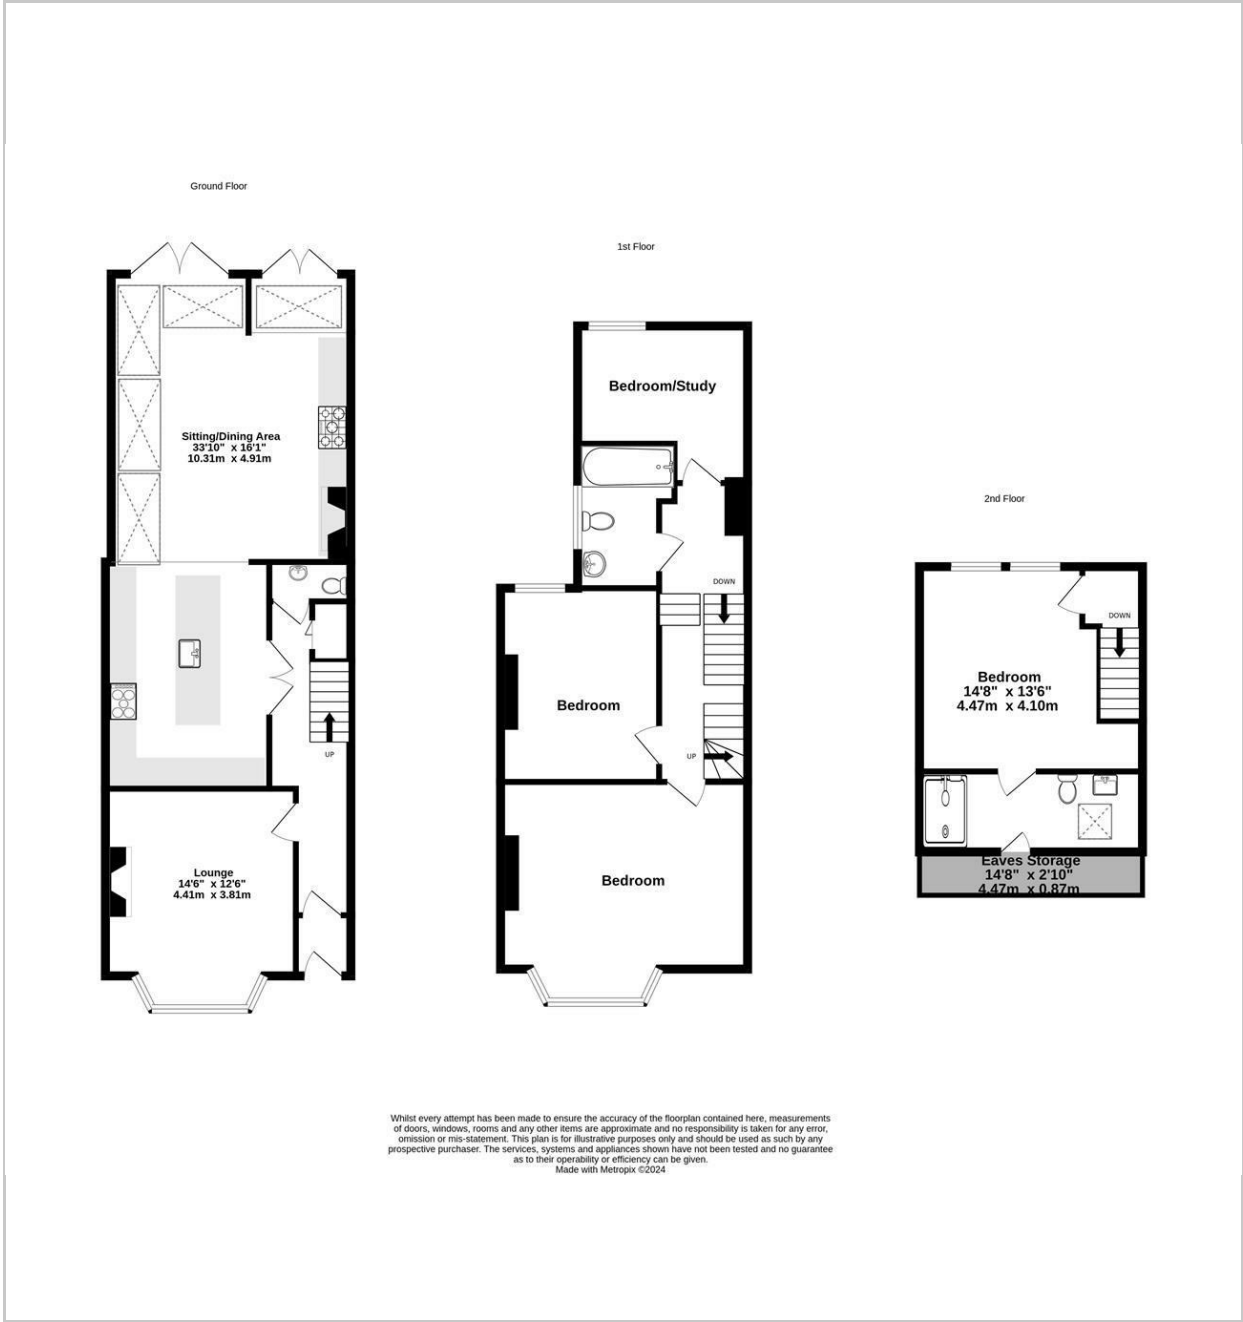 Ground Floor
Sitting/Dining Area
33'10" x 16'1"
10.31m x 4.91m
UP
Lounge
14'6" x 12'6"
4.41m x 3.81m
1st Floor
Bedroom/Study
DOWN
Bedroom
UP
Bedroom
2nd Floor
DOWN
Bedroom
14'8" x 13'6"
4.47m x 4.10m
Eaves Storage
14'8" x 2'10"
4.47m x 0.87m
Whilst every attempt has been made to ensure the accuracy of the floorplan contained here, measurements
of doors, windows, rooms and any other items are approximate and no responsibility is taken for any error,
omission or mis-statement. This plan is for illustrative purposes only and should be used as such by any
prospective purchaser. The services, systems and appliances shown have not been tested and no guarantee
as to their operability or efficiency can be given.
Made with Metropix ©2024